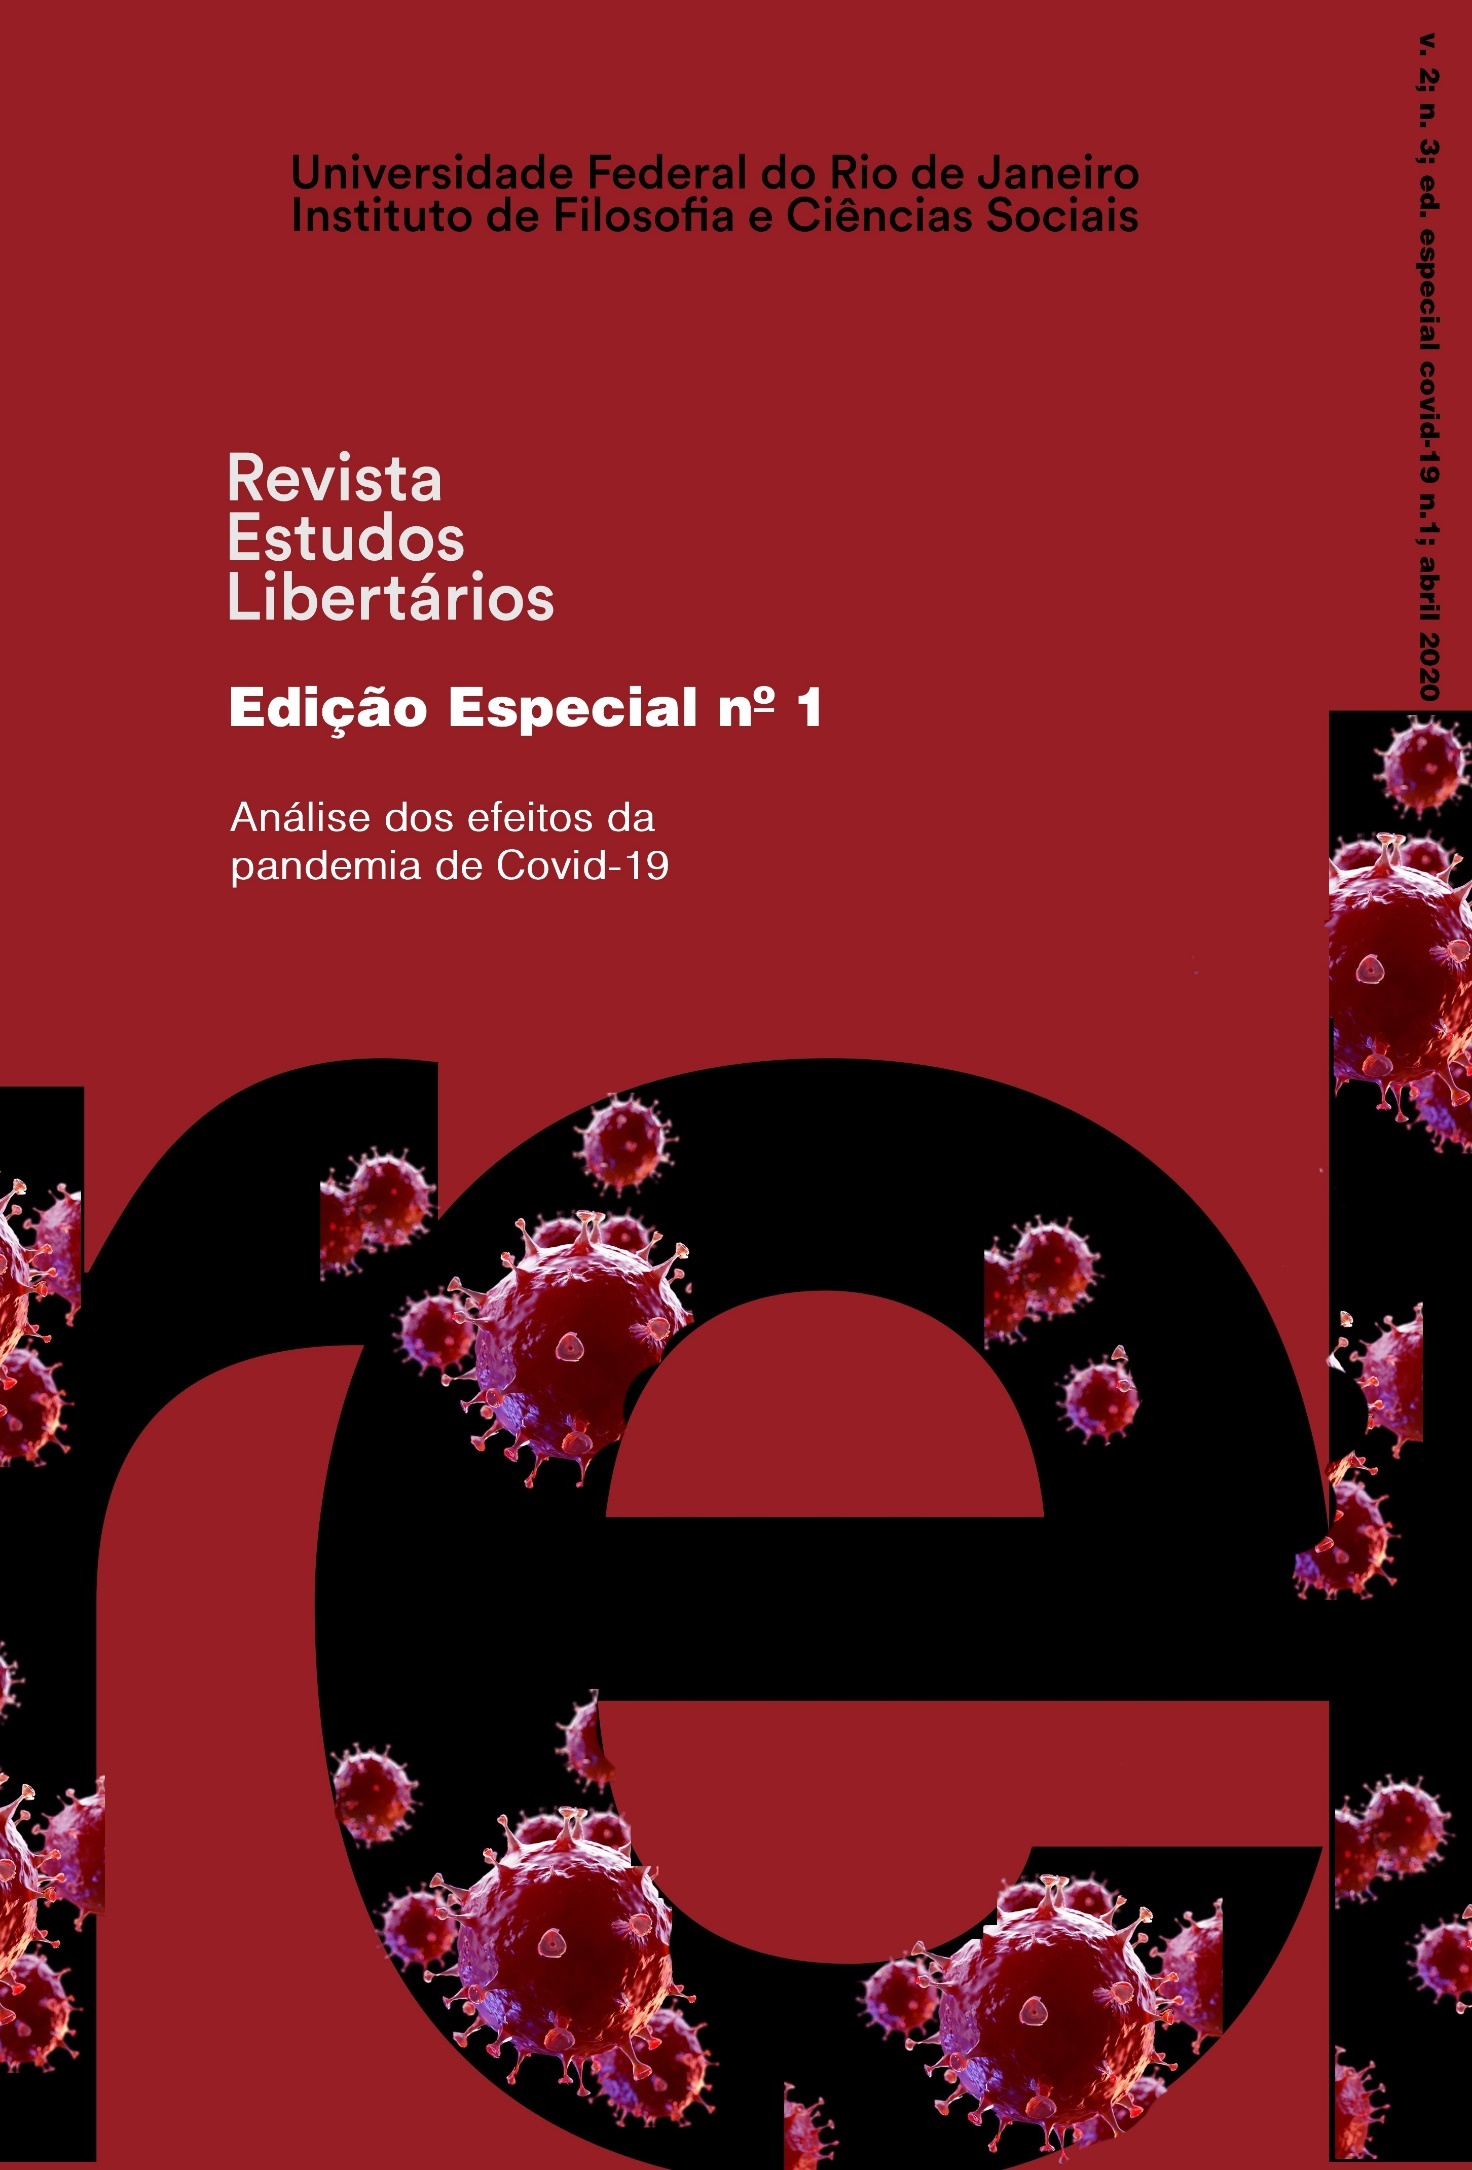 v. 2; n. 3; ed. especial covid-19 n.1; abril 2020
Universidade Federal do Rio de Janeiro
Instituto de Filosofia e Ciências Sociais
Revista
Estudos
Libertários
Edição Especial nº 1
Análise dos efeitos da
pandemia de Covid-19
rel